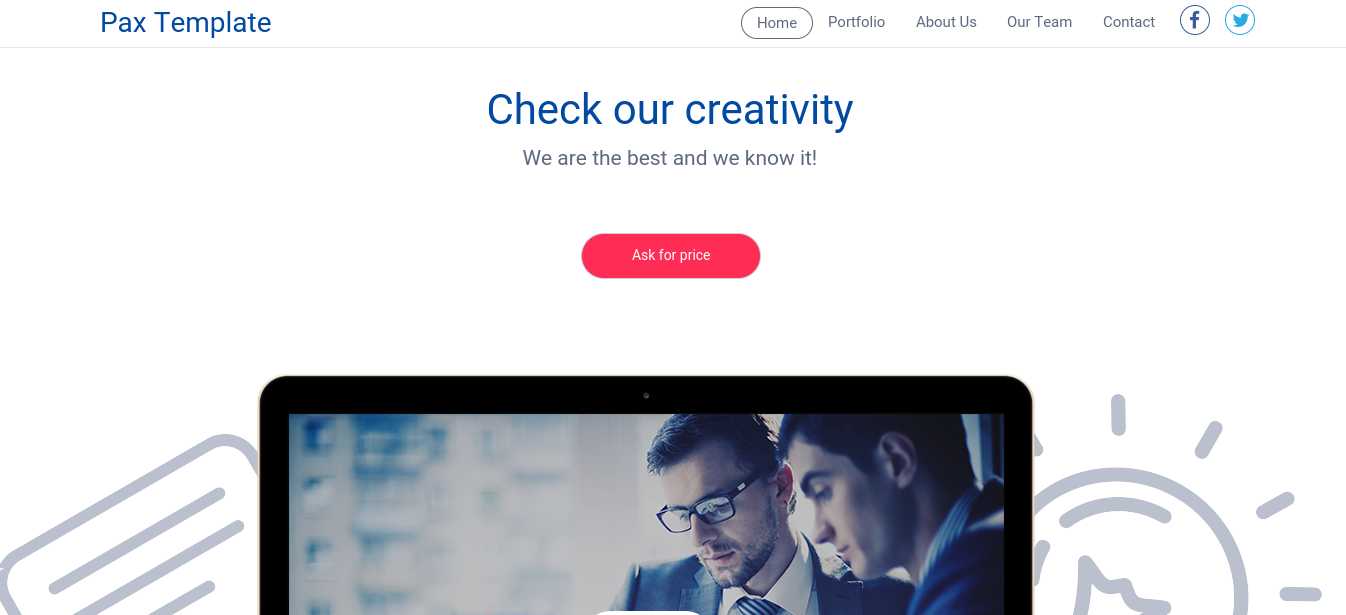 Pax Template
Home Portfolio About Us Our Team Contact
Check our creativity
We are the best and we know it!
Ask for price